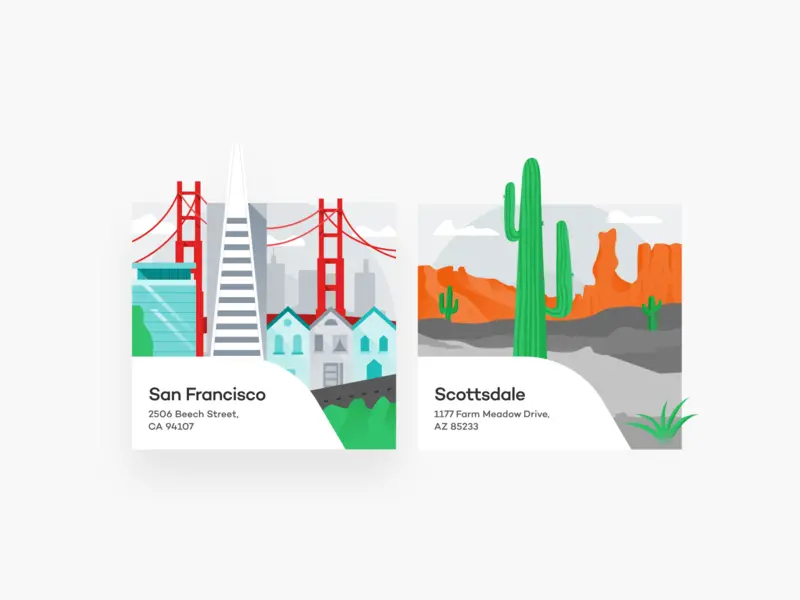 San Francisco
2506 Beech Street,
CA 94107
Scottsdale
1177 Farm Meadow Drive,
AZ 85233